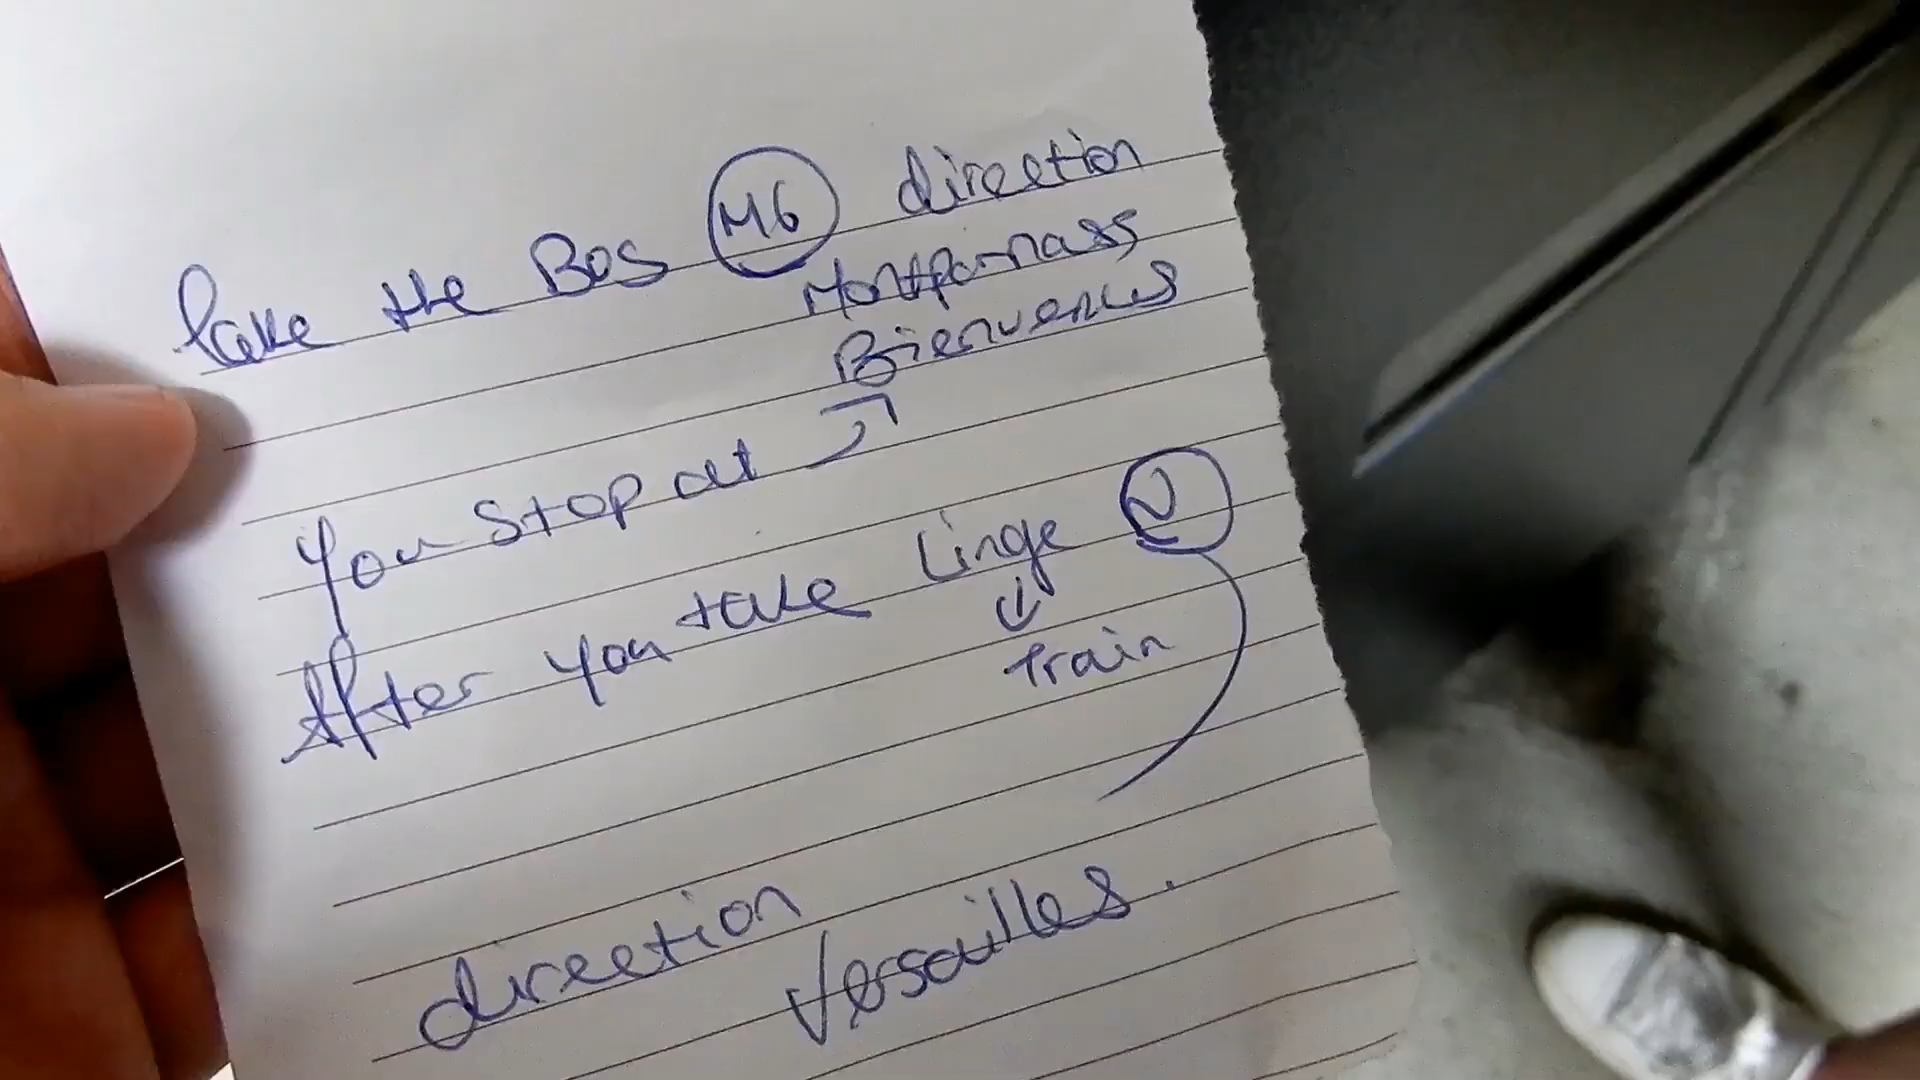 Take the Bus M6 direction
Montparnass
Bienvenus
You stop at
After you take Linge N
Train
direction
Versailles.